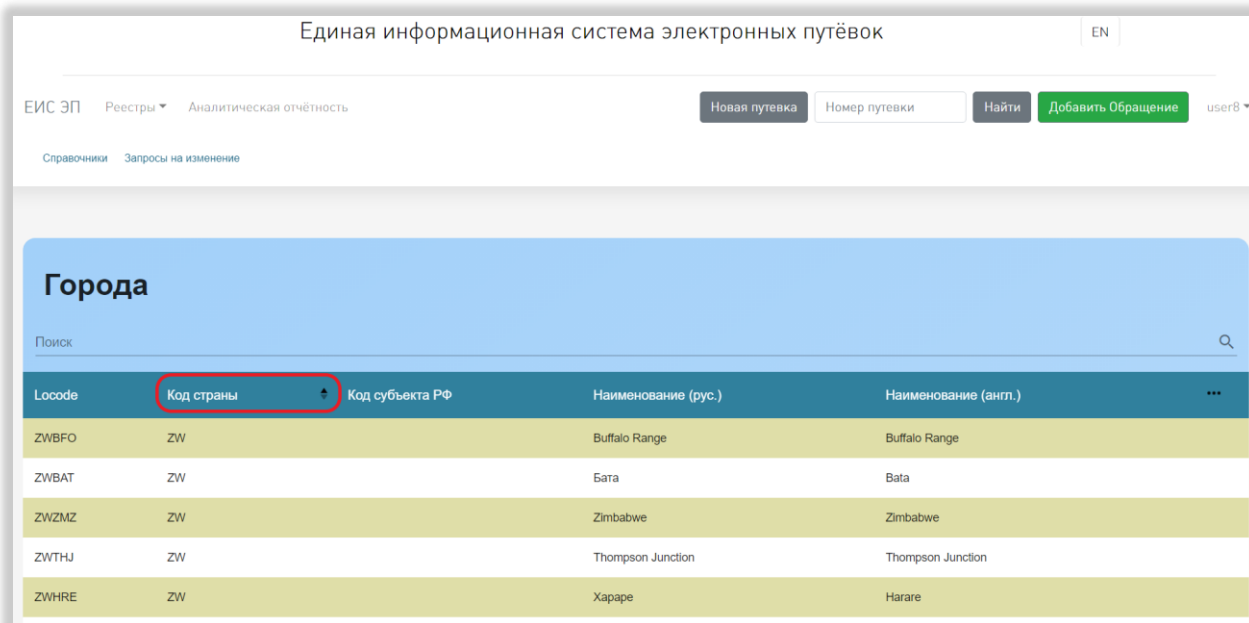 Единая информационная система электронных путёвок EN
ЕИС ЭП Реестры Аналитическая отчётность Новая путевка Номер путевки Найти Добавить Обращение user8
Справочники Запросы на изменение
Города
Поиск
Locode Код страны Код субъекта РФ Наименование (рус.) Наименование (англ.) •••
ZWBFO ZW Buffalo Range Buffalo Range
ZWBAT ZW Бата Bata
ZWZMZ ZW Zimbabwe Zimbabwe
ZWTHJ ZW Thompson Junction Thompson Junction
ZWHRE ZW Хараре Harare